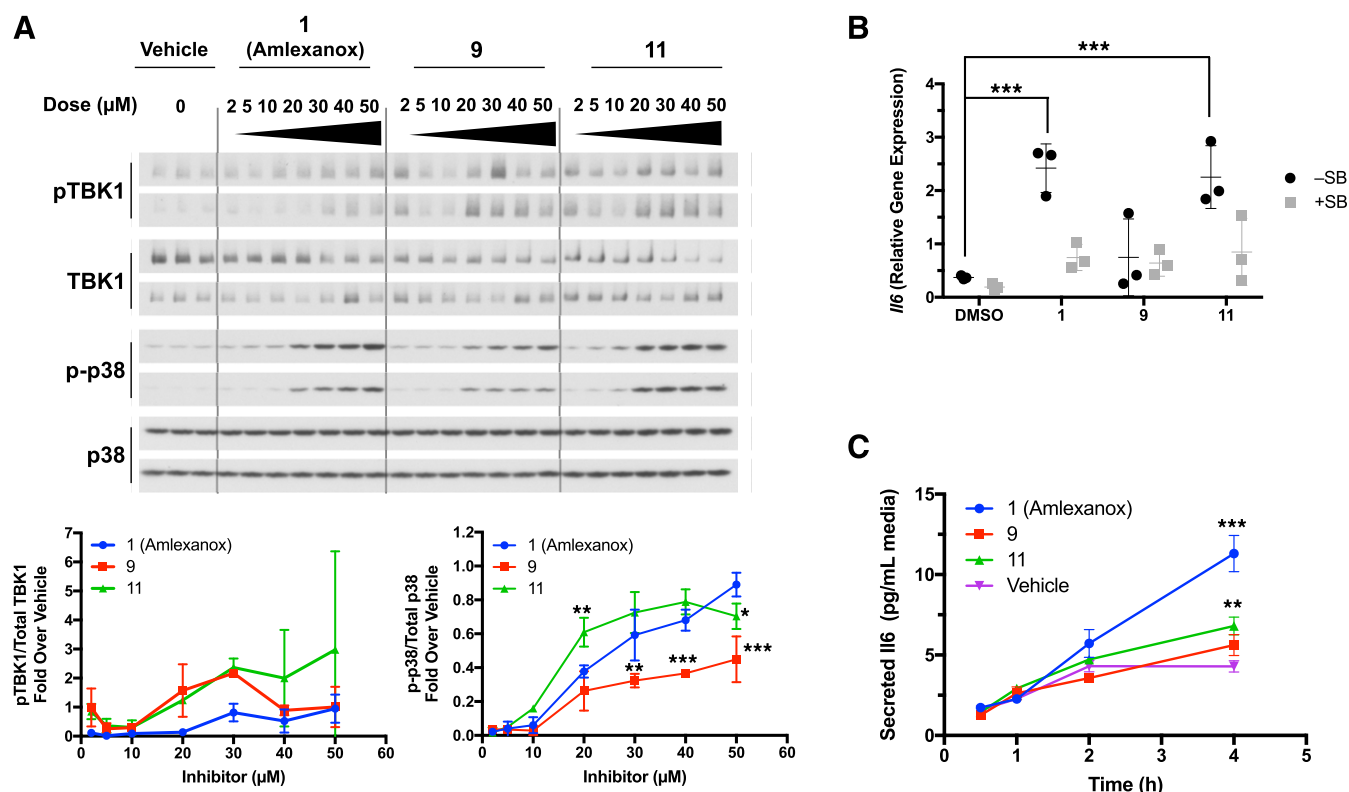 A
Vehicle
1
(Amlexanox)
9
11
Dose (µM)
0
2 5 10 20 30 40 50
2 5 10 20 30 40 50
2 5 10 20 30 40 50
pTBK1
TBK1
p-p38
p38
pTBK1/Total TBK1
Fold Over Vehicle
7
6
5
4
3
2
1
0
1 (Amlexanox)
9
11
0 10 20 30 40 50 60
Inhibitor (µM)
p-p38/Total p38
Fold Over Vehicle
1.2
1.0
0.8
0.6
0.4
0.2
0.0
1 (Amlexanox)
9
11
**
**
***
*
***
0 10 20 30 40 50 60
Inhibitor (µM)
B
Il6 (Relative Gene Expression)
4
3
2
1
0
***
***
DMSO 1 9 11
–SB
+SB
C
Secreted Il6 (pg/mL media)
15
10
5
0
1 (Amlexanox)
9
11
Vehicle
***
**
0 1 2 3 4 5
Time (h)